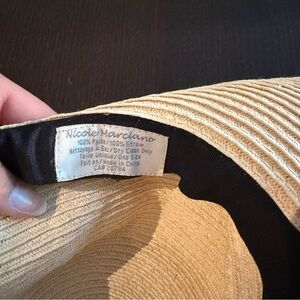 Nicole Marciano
100% Paille/100% Straw
Nettoyage A Sec/Dry Clean Only
Taille Unique/One Size
Fait en/Made in China
CA#